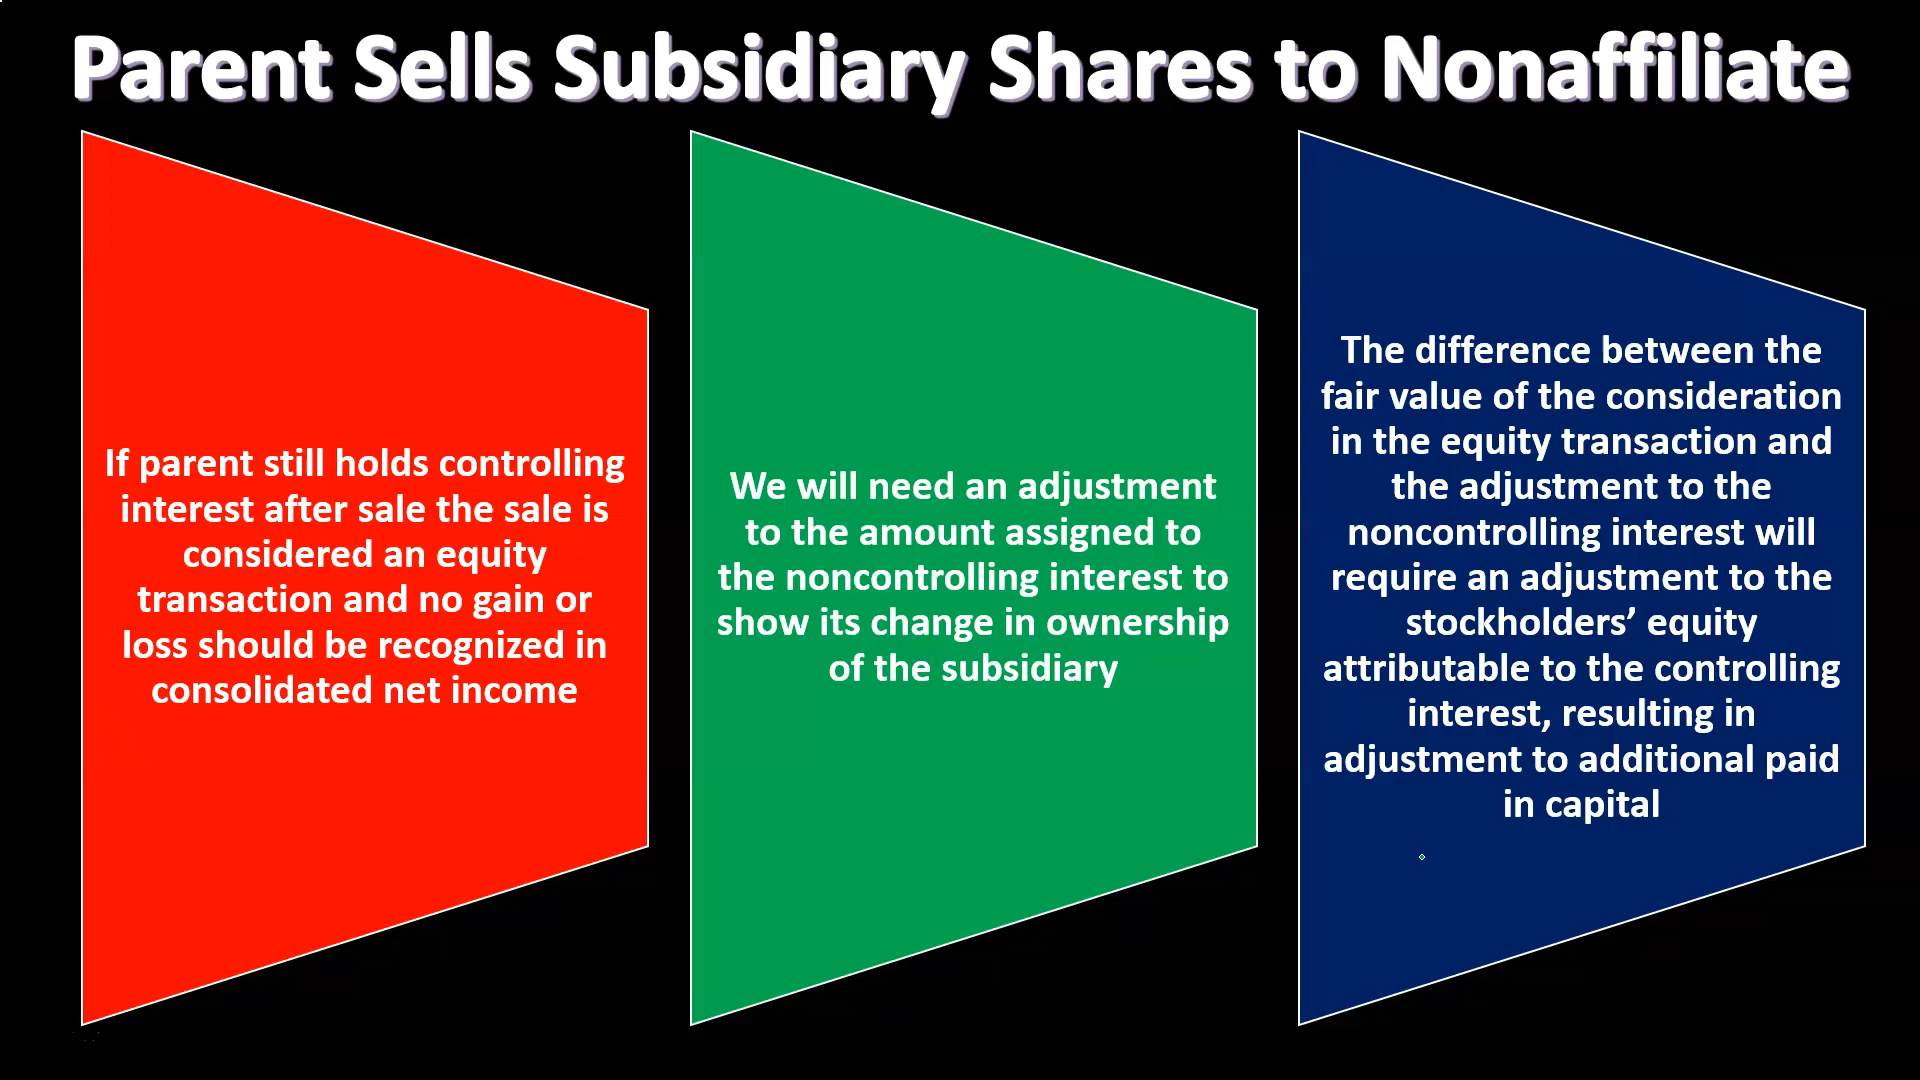 Parent Sells Subsidiary Shares to Nonaffiliate
If parent still holds controlling
interest after sale the sale is
considered an equity
transaction and no gain or
loss should be recognized in
consolidated net income
We will need an adjustment
to the amount assigned to
the noncontrolling interest to
show its change in ownership
of the subsidiary
The difference between the
fair value of the consideration
in the equity transaction and
the adjustment to the
noncontrolling interest will
require an adjustment to the
stockholders’ equity
attributable to the controlling
interest, resulting in
adjustment to additional paid
in capital